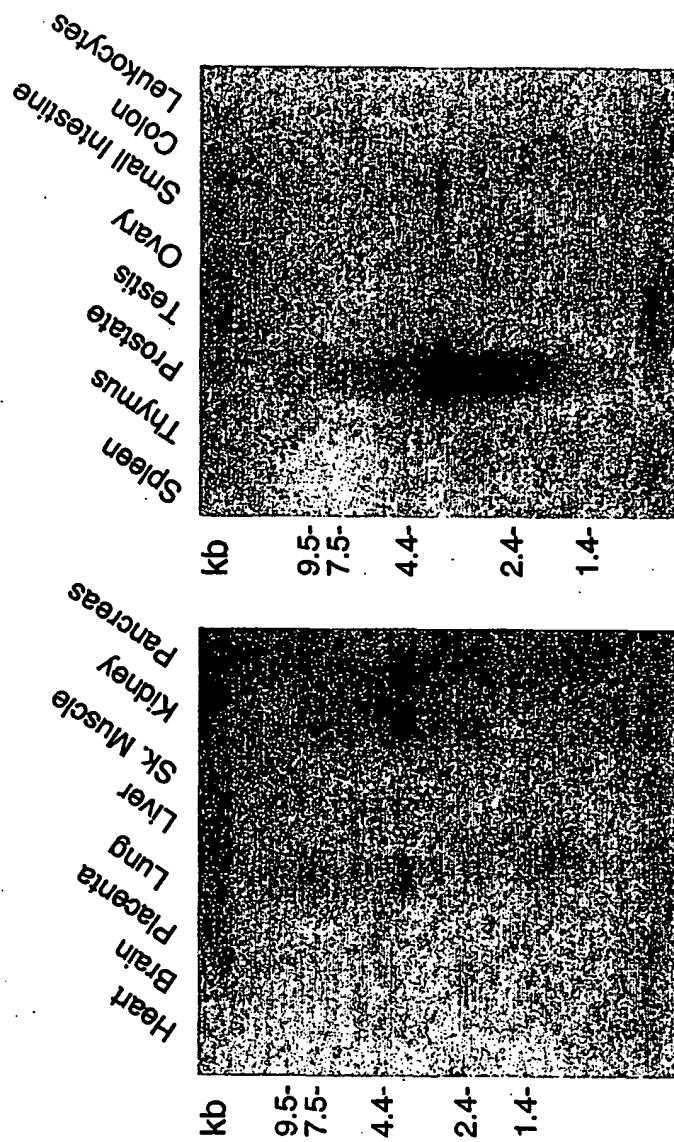 Heart
Brain
Placenta
Lung
Liver
Sk. Muscle
Kidney
Pancreas
kb
9.5-
7.5-
4.4-
2.4-
1.4-
Spleen
Thymus
Prostate
Testis
Ovary
Small Intestine
Colon
Leukocytes
kb
9.5-
7.5-
4.4-
2.4-
1.4-